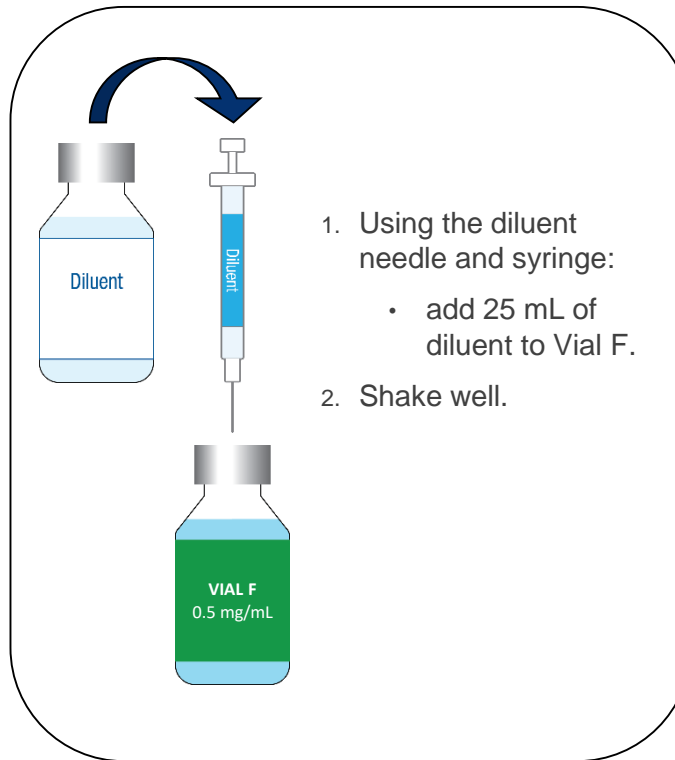 Diluent
Diluent
1. Using the diluent
needle and syringe:
• add 25 mL of
diluent to Vial F.
2. Shake well.
VIAL F
0.5 mg/mL